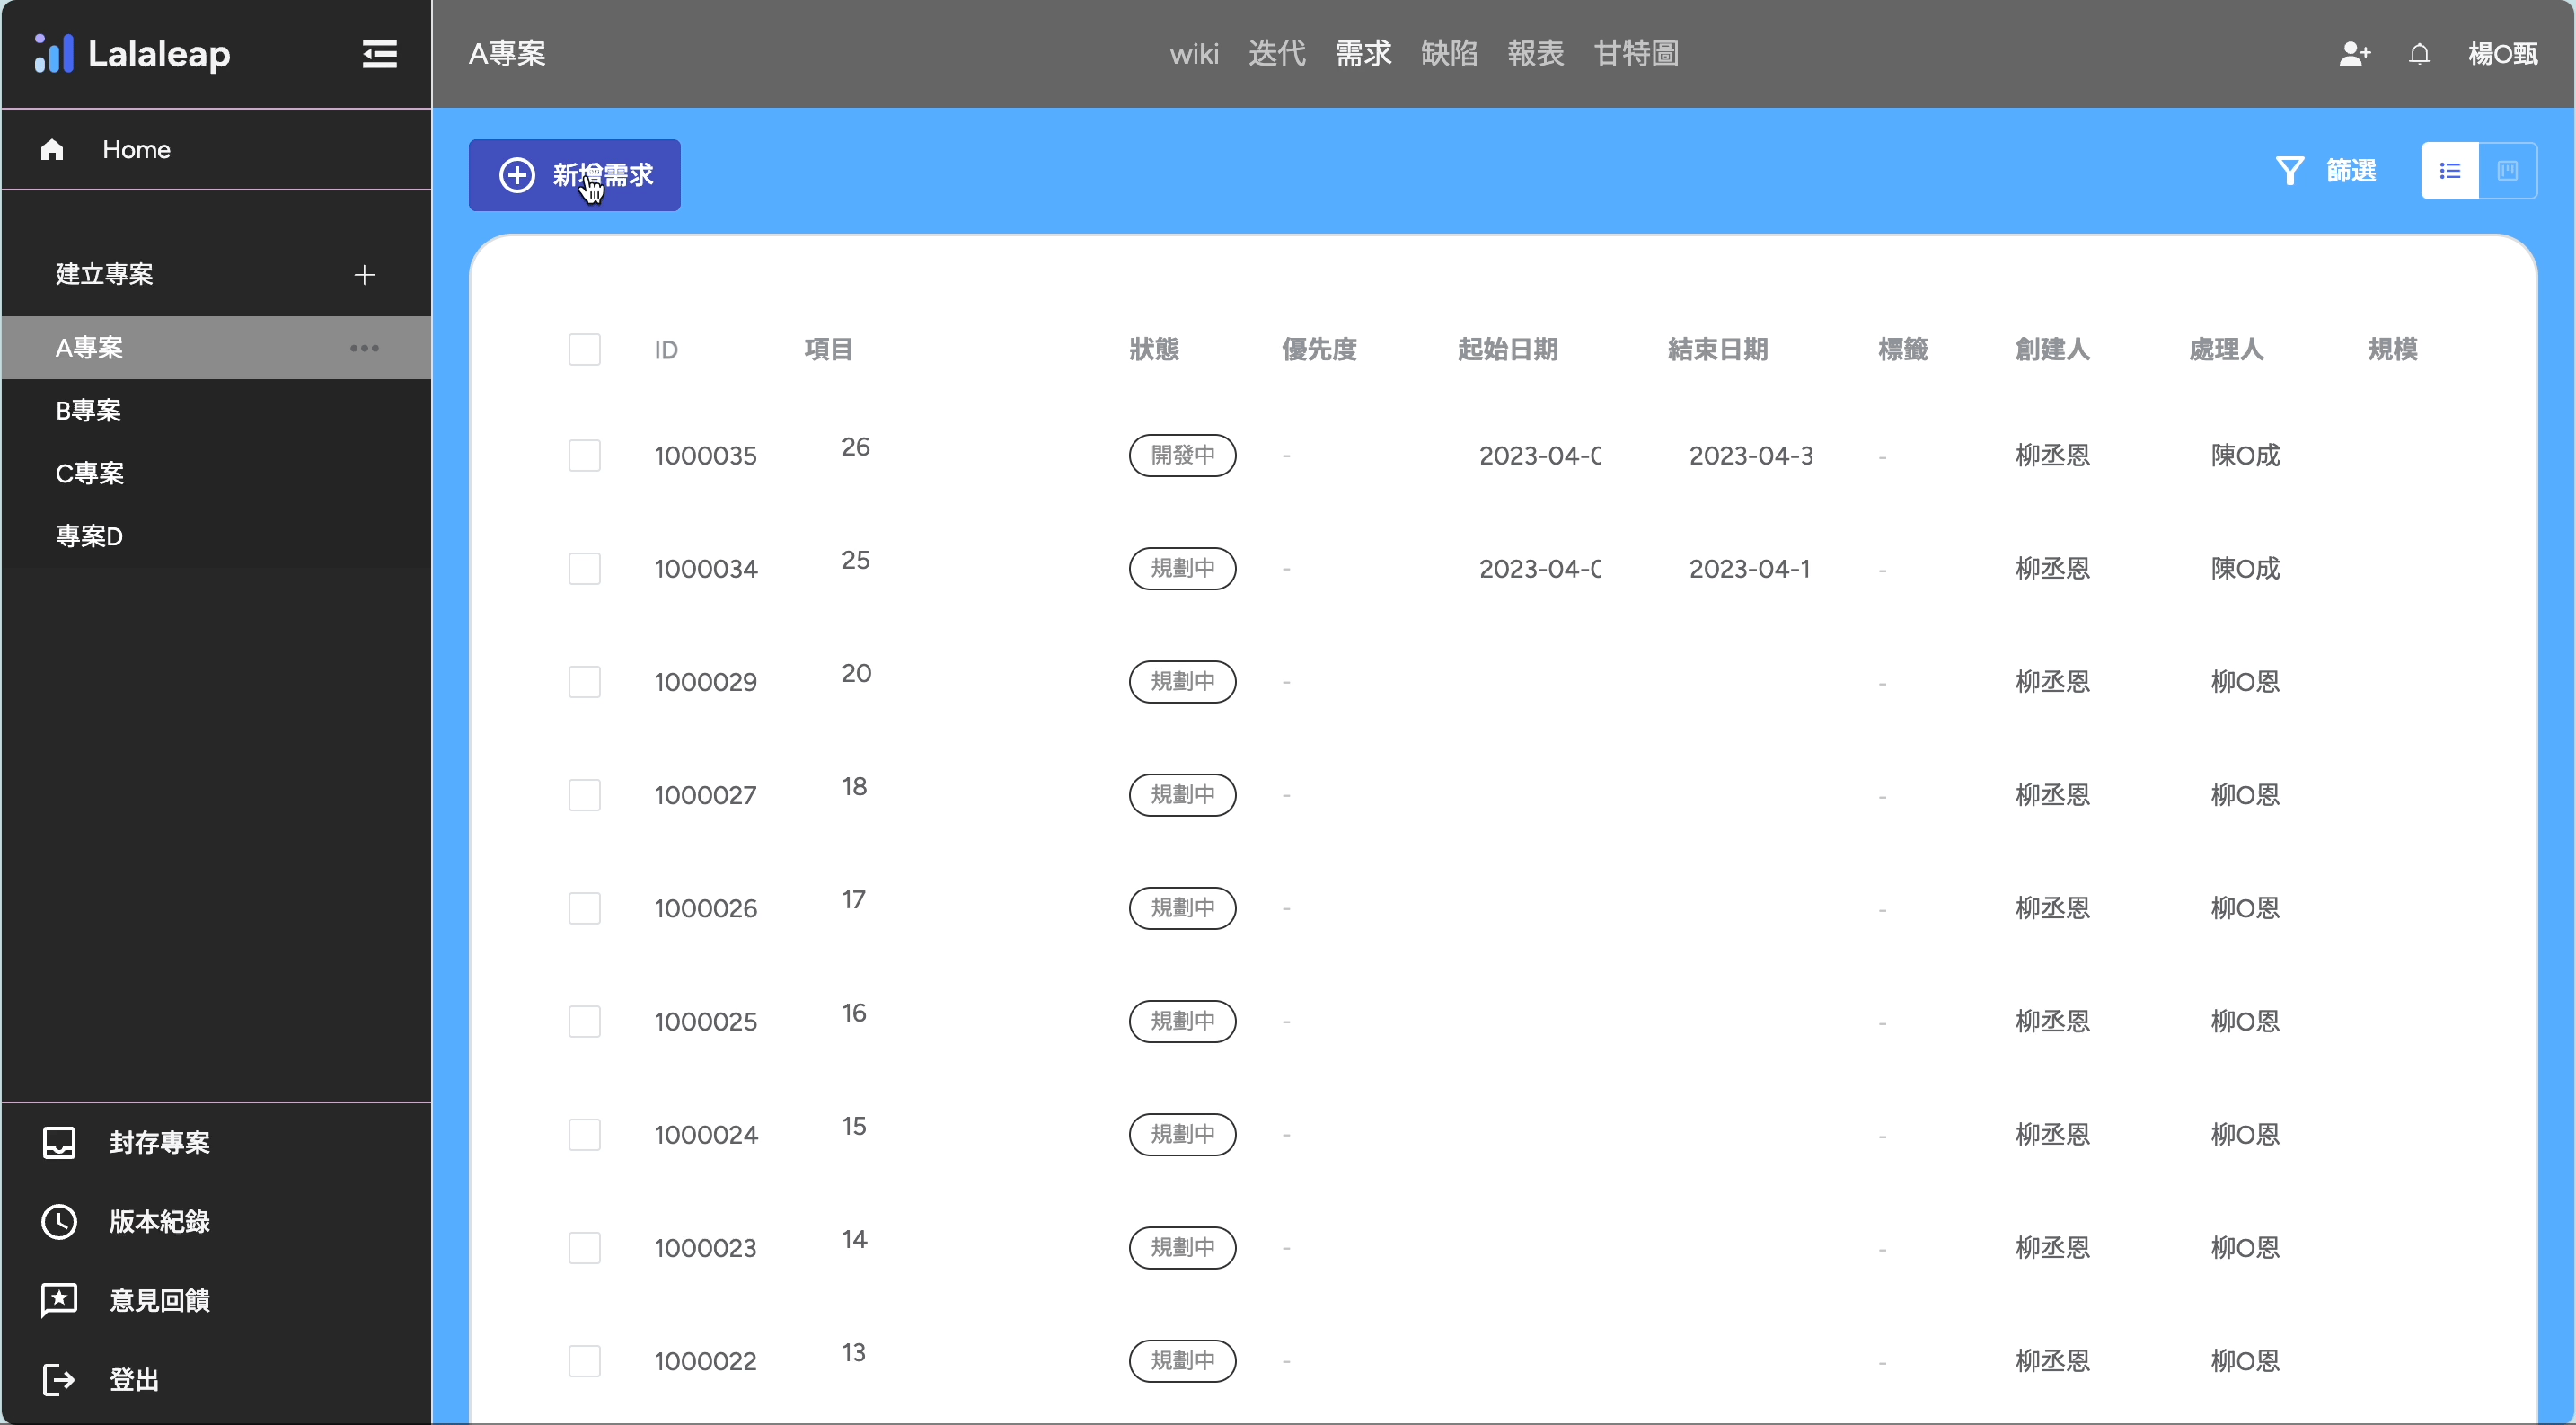 Lalaleap
Home
建立專案
A專案
B專案
C專案
專案D
封存專案
版本紀錄
意見回饋
登出
A專案 wiki 迭代 需求 缺陷 報表 甘特圖 楊O甄
新增需求 篩選
ID 項目 狀態 優先度 起始日期 結束日期 標籤 創建人 處理人 規模
1000035 26 開發中 - 2023-04-0 2023-04-3 - 柳丞恩 陳O成
1000034 25 規劃中 - 2023-04-0 2023-04-1 - 柳丞恩 陳O成
1000029 20 規劃中 - - 柳丞恩 柳O恩
1000027 18 規劃中 - - 柳丞恩 柳O恩
1000026 17 規劃中 - - 柳丞恩 柳O恩
1000025 16 規劃中 - - 柳丞恩 柳O恩
1000024 15 規劃中 - - 柳丞恩 柳O恩
1000023 14 規劃中 - - 柳丞恩 柳O恩
1000022 13 規劃中 - - 柳丞恩 柳O恩